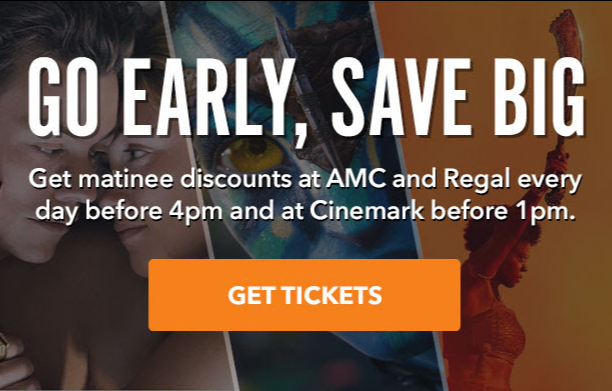 GO EARLY, SAVE BIG
Get matinee discounts at AMC and Regal every
day before 4pm and at Cinemark before 1pm.
GET TICKETS